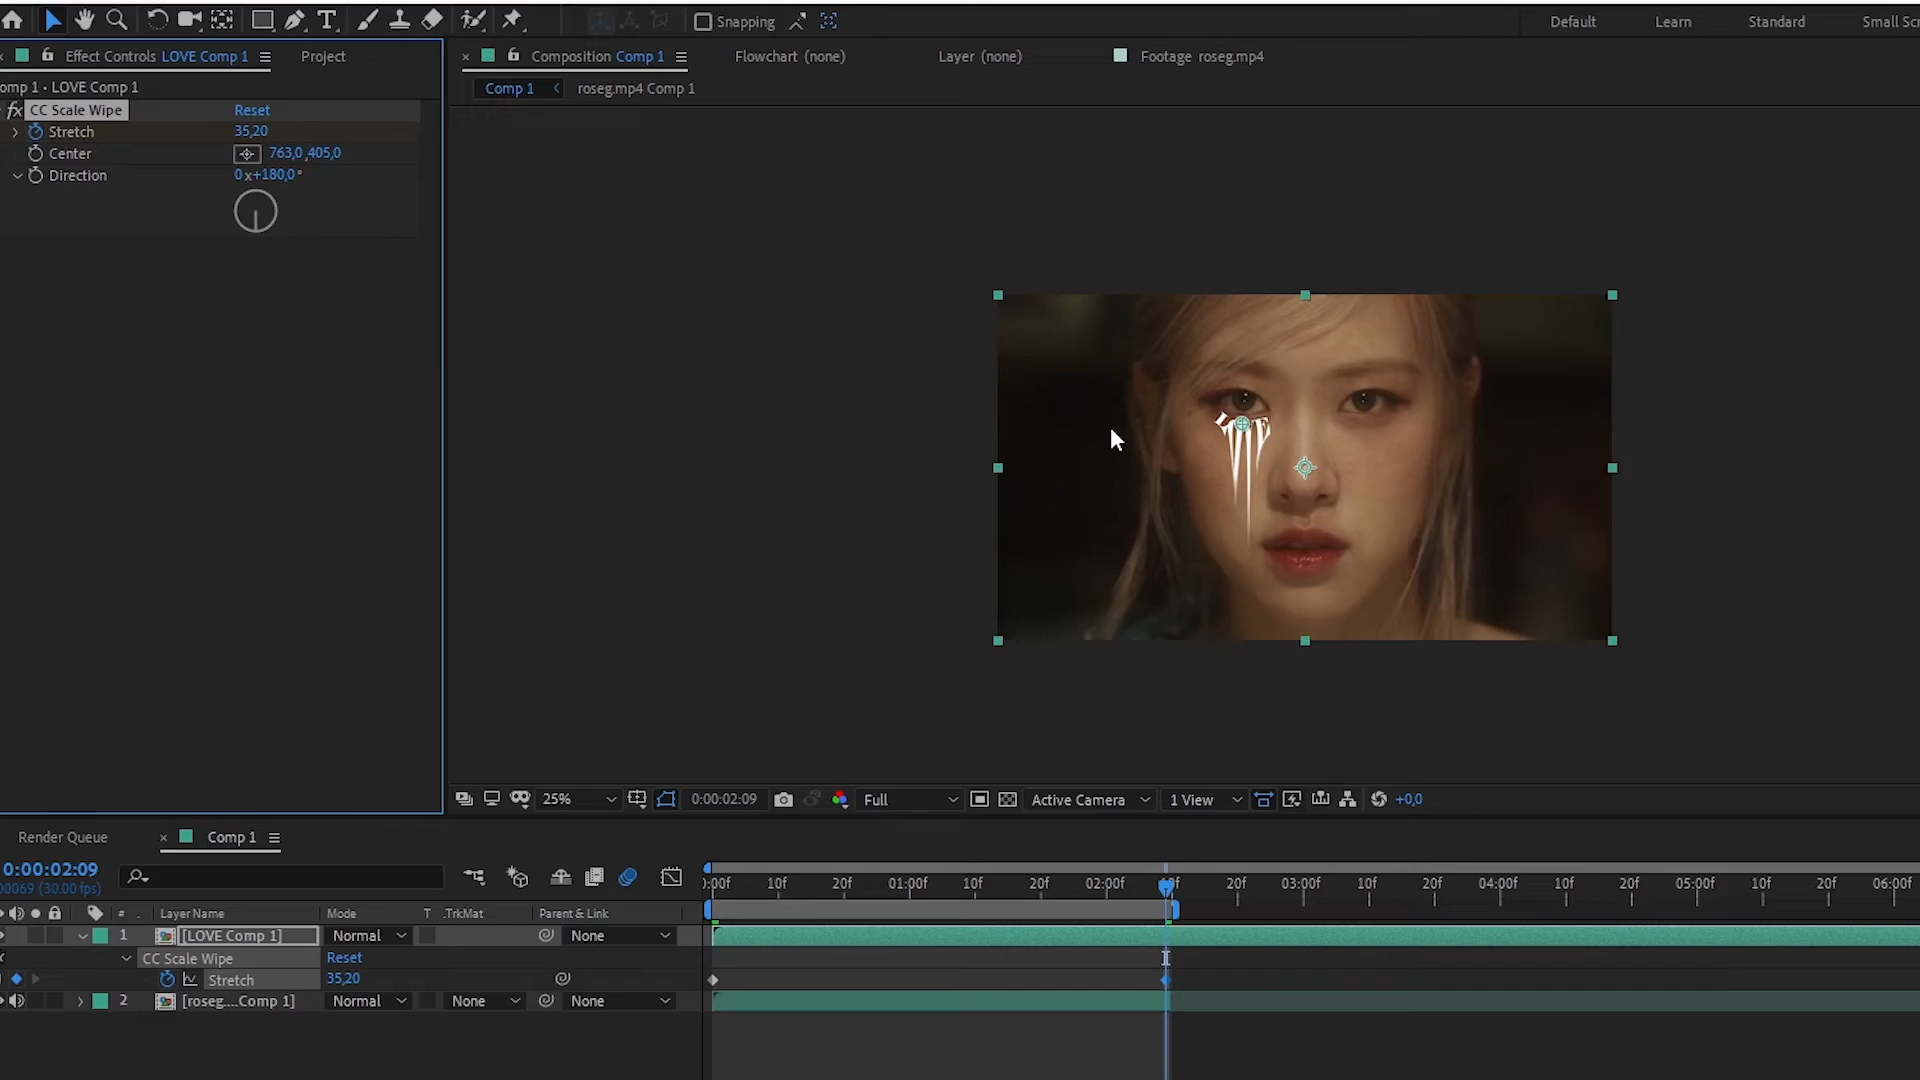 Snapping
Default
Learn
Standard
Small Scr
Effect Controls LOVE Comp 1
Project
Composition Comp 1
Flowchart (none)
Layer (none)
Footage roseg.mp4
omp 1 • LOVE Comp 1
Comp 1
roseg.mp4 Comp 1
fx CC Scale Wipe
Reset
Stretch
35,20
Center
763,0 ,405,0
Direction
0 x+180,0 °
25%
0:00:02:09
Full
Active Camera
1 View
+0,0
Render Queue
Comp 1
0:00:02:09
00069 (30.00 fps)
:00f
10f
20f
01:00f
10f
20f
02:00f
20f
03:00f
10f
20f
04:00f
10f
20f
05:00f
10f
20f
06:00f
#
Layer Name
Mode
T .TrkMat
Parent & Link
1
[LOVE Comp 1]
Normal
None
CC Scale Wipe
Reset
Stretch
35,20
2
[roseg....Comp 1]
Normal
None
None